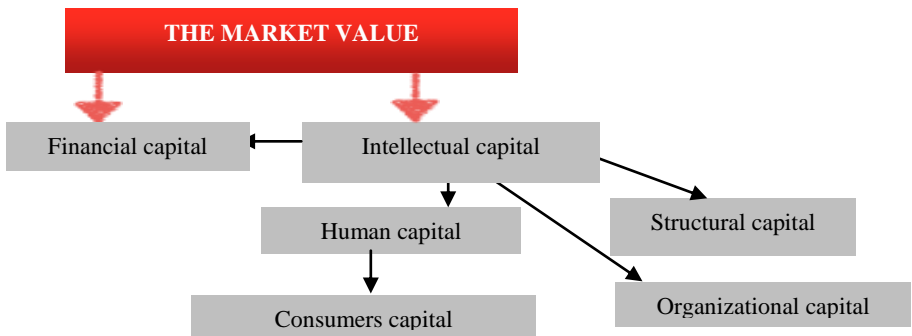 THE MARKET VALUE
Financial capital
Intellectual capital
Human capital
Structural capital
Consumers capital
Organizational capital